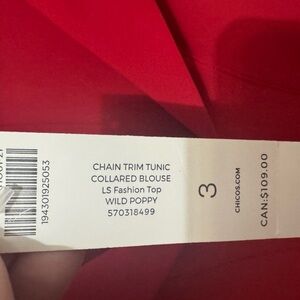 194301925053
CHAIN TRIM TUNIC
COLLARED BLOUSE
LS Fashion Top
WILD POPPY
570318499
3
CHICOS.COM
CAN:$109.00